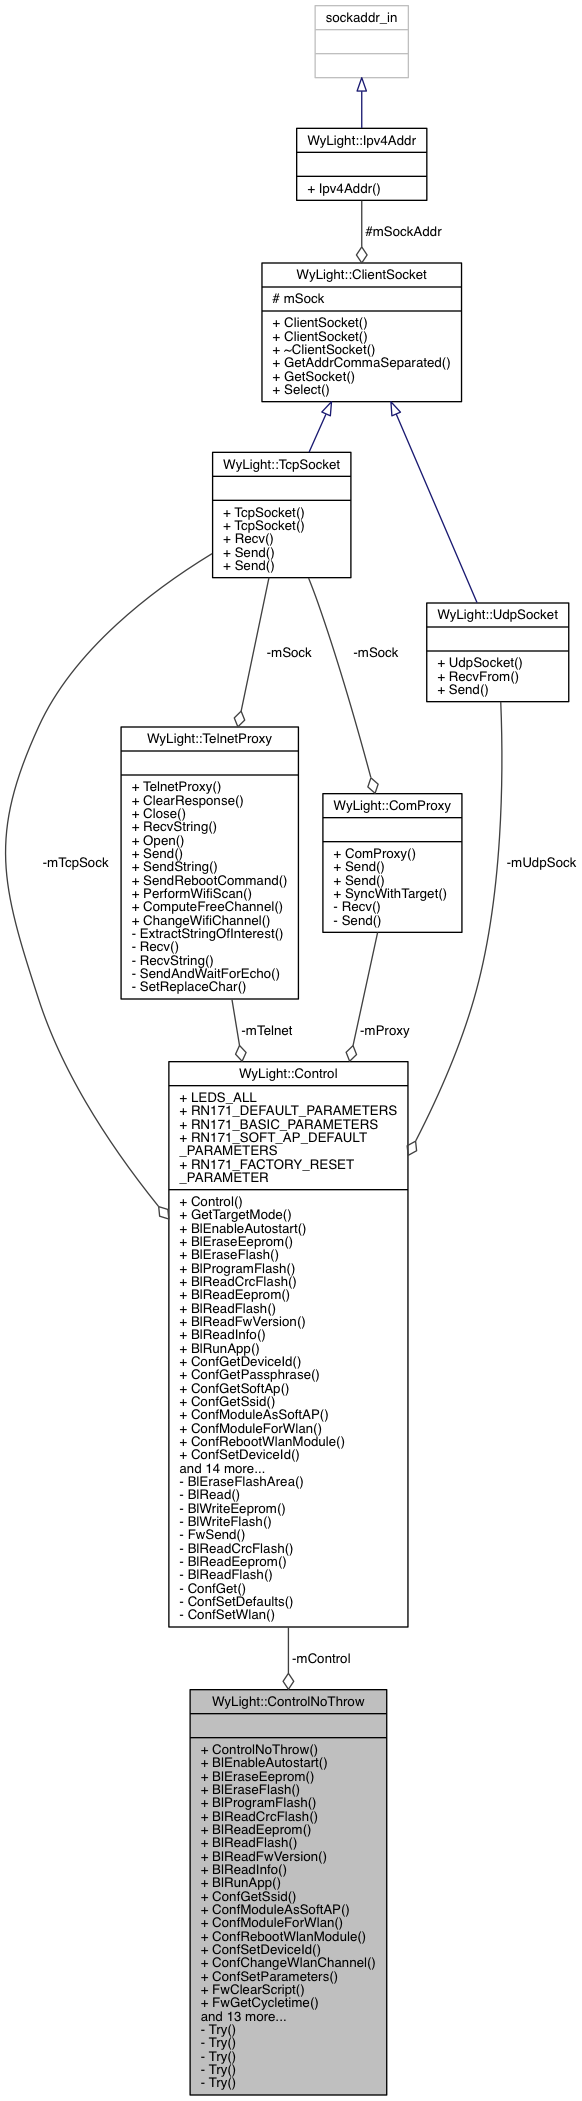 sockaddr_in
WyLight::Ipv4Addr
+ Ipv4Addr()
#mSockAddr
WyLight::ClientSocket
# mSock
+ ClientSocket()
+ ClientSocket()
+ ~ClientSocket()
+ GetAddrCommaSeparated()
+ GetSocket()
+ Select()
WyLight::TcpSocket
+ TcpSocket()
+ TcpSocket()
+ Recv()
+ Send()
+ Send()
WyLight::UdpSocket
+ UdpSocket()
+ RecvFrom()
+ Send()
-mSock
-mSock
WyLight::TelnetProxy
+ TelnetProxy()
+ ClearResponse()
+ Close()
+ RecvString()
+ Open()
+ Send()
+ SendString()
+ SendRebootCommand()
+ PerformWifiScan()
+ ComputeFreeChannel()
+ ChangeWifiChannel()
- ExtractStringOfInterest()
- Recv()
- RecvString()
- SendAndWaitForEcho()
- SetReplaceChar()
WyLight::ComProxy
+ ComProxy()
+ Send()
+ Send()
+ SyncWithTarget()
- Recv()
- Send()
-mTcpSock
-mUdpSock
-mTelnet
-mProxy
WyLight::Control
+ LEDS_ALL
+ RN171_DEFAULT_PARAMETERS
+ RN171_BASIC_PARAMETERS
+ RN171_SOFT_AP_DEFAULT
_PARAMETERS
+ RN171_FACTORY_RESET
_PARAMETER
+ Control()
+ GetTargetMode()
+ BlEnableAutostart()
+ BlEraseEeprom()
+ BlEraseFlash()
+ BlProgramFlash()
+ BlReadCrcFlash()
+ BlReadEeprom()
+ BlReadFlash()
+ BlReadFwVersion()
+ BlReadInfo()
+ BlRunApp()
+ ConfGetDeviceId()
+ ConfGetPassphrase()
+ ConfGetSoftAp()
+ ConfGetSsid()
+ ConfModuleAsSoftAP()
+ ConfModuleForWlan()
+ ConfRebootWlanModule()
+ ConfSetDeviceId()
and 14 more...
- BlEraseFlashArea()
- BlRead()
- BlWriteEeprom()
- BlWriteFlash()
- FwSend()
- BlReadCrcFlash()
- BlReadEeprom()
- BlReadFlash()
- ConfGet()
- ConfSetDefaults()
- ConfSetWlan()
-mControl
WyLight::ControlNoThrow
+ ControlNoThrow()
+ BlEnableAutostart()
+ BlEraseEeprom()
+ BlEraseFlash()
+ BlProgramFlash()
+ BlReadCrcFlash()
+ BlReadEeprom()
+ BlReadFlash()
+ BlReadFwVersion()
+ BlReadInfo()
+ BlRunApp()
+ ConfGetSsid()
+ ConfModuleAsSoftAP()
+ ConfModuleForWlan()
+ ConfRebootWlanModule()
+ ConfSetDeviceId()
+ ConfChangeWlanChannel()
+ ConfSetParameters()
+ FwClearScript()
+ FwGetCycletime()
and 13 more...
- Try()
- Try()
- Try()
- Try()
- Try()